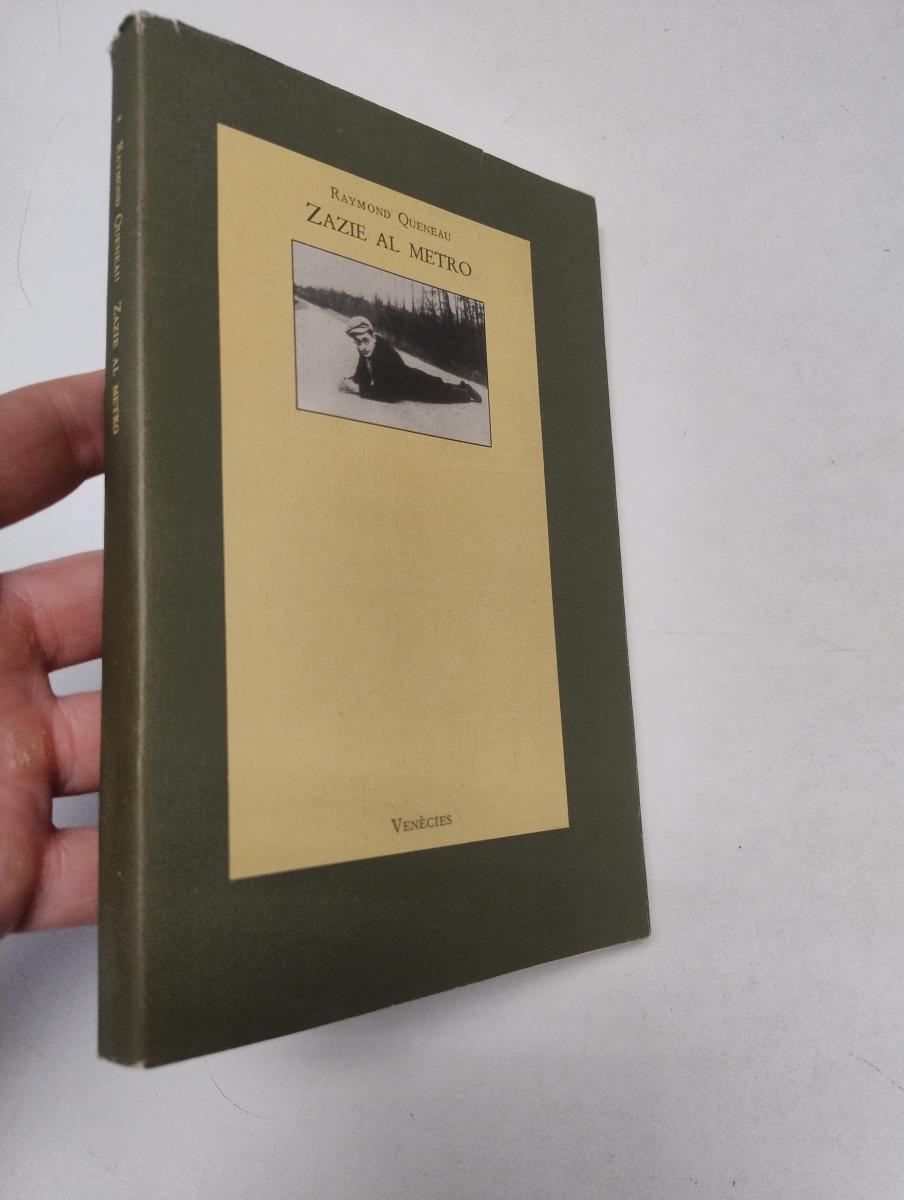 RAYMOND QUENEAU
ZAZIE AL METRO
VENÈCIES
RAYMOND QUENEAU ZAZIE AL METRO